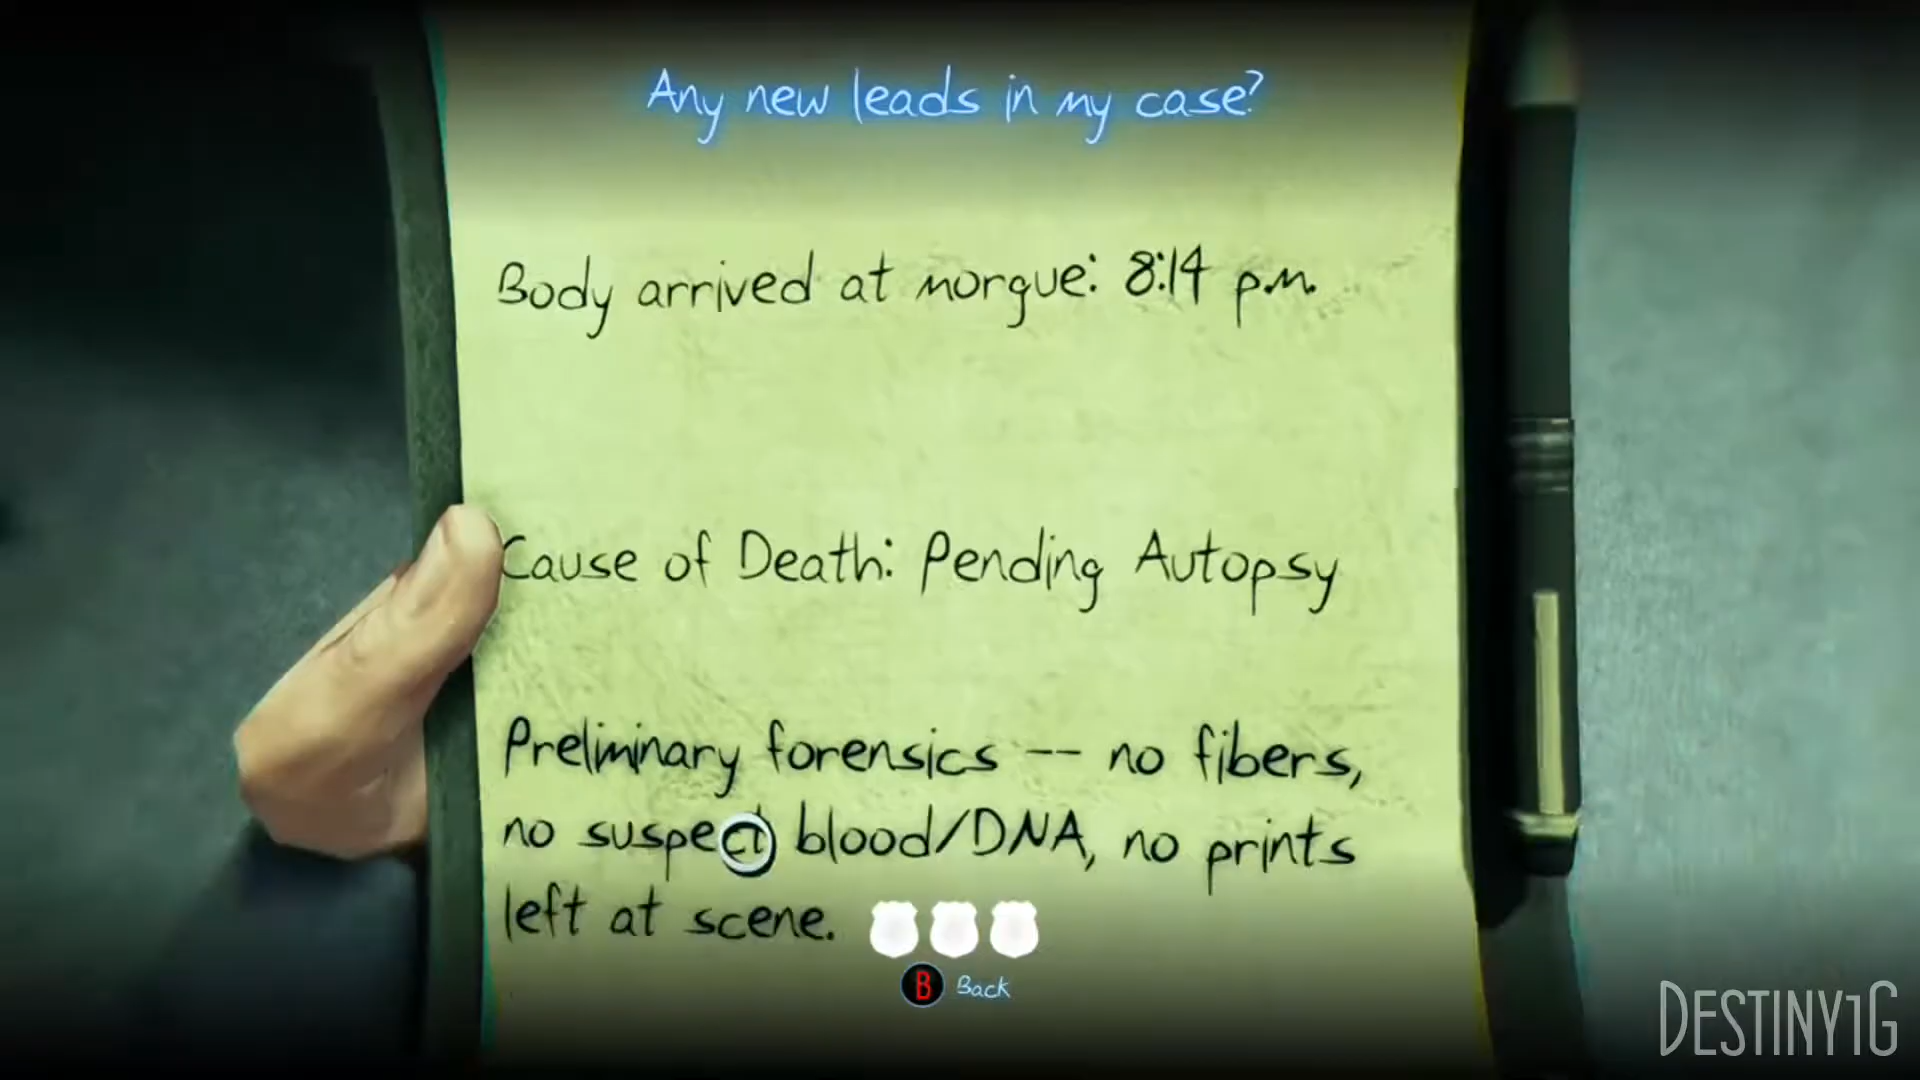 Any new leads in my case?
Body arrived at morgue: 8:14 p.m.
Cause of Death: Pending Autopsy
Preliminary forensics -- no fibers,
no suspect blood/DNA, no prints
left at scene.
B Back
DESTINY1G